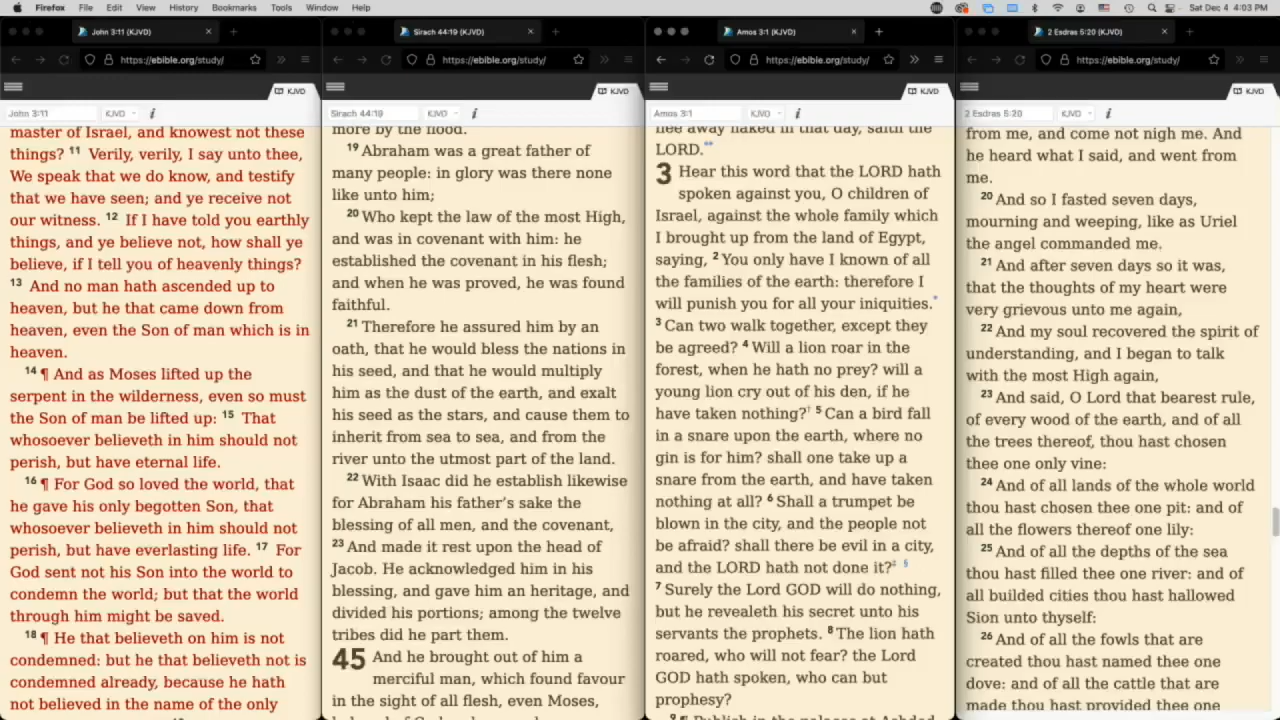 Firefox File Edit View History Bookmarks Tools Window Help
Sat Dec 4 4:03 PM
John 3:11 (KJVD)
https://ebible.org/study/
KJVD
John 3:11 KJVD i
master of Israel, and knowest not these
things? 11 Verily, verily, I say unto thee,
We speak that we do know, and testify
that we have seen; and ye receive not
our witness. 12 If I have told you earthly
things, and ye believe not, how shall ye
believe, if I tell you of heavenly things?
13 And no man hath ascended up to
heaven, but he that came down from
heaven, even the Son of man which is in
heaven.
14 ¶ And as Moses lifted up the
serpent in the wilderness, even so must
the Son of man be lifted up: 15 That
whosoever believeth in him should not
perish, but have eternal life.
16 ¶ For God so loved the world, that
he gave his only begotten Son, that
whosoever believeth in him should not
perish, but have everlasting life. 17 For
God sent not his Son into the world to
condemn the world; but that the world
through him might be saved.
18 ¶ He that believeth on him is not
condemned: but he that believeth not is
condemned already, because he hath
not believed in the name of the only
Sirach 44:19 (KJVD)
https://ebible.org/study/
KJVD
Sirach 44:19 KJVD i
more by the flood.
19 Abraham was a great father of
many people: in glory was there none
like unto him;
20 Who kept the law of the most High,
and was in covenant with him: he
established the covenant in his flesh;
and when he was proved, he was found
faithful.
21 Therefore he assured him by an
oath, that he would bless the nations in
his seed, and that he would multiply
him as the dust of the earth, and exalt
his seed as the stars, and cause them to
inherit from sea to sea, and from the
river unto the utmost part of the land.
22 With Isaac did he establish likewise
for Abraham his father’s sake the
blessing of all men, and the covenant,
23 And made it rest upon the head of
Jacob. He acknowledged him in his
blessing, and gave him an heritage, and
divided his portions; among the twelve
tribes did he part them.
45 And he brought out of him a
merciful man, which found favour
in the sight of all flesh, even Moses,
Amos 3:1 (KJVD)
https://ebible.org/study/
KJVD
Amos 3:1 KJVD i
flee away naked in that day, saith the
LORD.**
3 Hear this word that the LORD hath
spoken against you, O children of
Israel, against the whole family which
I brought up from the land of Egypt,
saying, 2 You only have I known of all
the families of the earth: therefore I
will punish you for all your iniquities.*
3 Can two walk together, except they
be agreed? 4 Will a lion roar in the
forest, when he hath no prey? will a
young lion cry out of his den, if he
have taken nothing?† 5 Can a bird fall
in a snare upon the earth, where no
gin is for him? shall one take up a
snare from the earth, and have taken
nothing at all? 6 Shall a trumpet be
blown in the city, and the people not
be afraid? shall there be evil in a city,
and the LORD hath not done it?‡ §
7 Surely the Lord GOD will do nothing,
but he revealeth his secret unto his
servants the prophets. 8 The lion hath
roared, who will not fear? the Lord
GOD hath spoken, who can but
prophesy?
9 ¶ Publish in the palaces at Ashdod
2 Esdras 5:20 (KJVD)
https://ebible.org/study/
KJVD
2 Esdras 5:20 KJVD i
from me, and come not nigh me. And
he heard what I said, and went from
me.
20 And so I fasted seven days,
mourning and weeping, like as Uriel
the angel commanded me.
21 And after seven days so it was,
that the thoughts of my heart were
very grievous unto me again,
22 And my soul recovered the spirit of
understanding, and I began to talk
with the most High again,
23 And said, O Lord that bearest rule,
of every wood of the earth, and of all
the trees thereof, thou hast chosen
thee one only vine:
24 And of all lands of the whole world
thou hast chosen thee one pit: and of
all the flowers thereof one lily:
25 And of all the depths of the sea
thou hast filled thee one river: and of
all builded cities thou hast hallowed
Sion unto thyself:
26 And of all the fowls that are
created thou hast named thee one
dove: and of all the cattle that are
made thou hast provided thee one